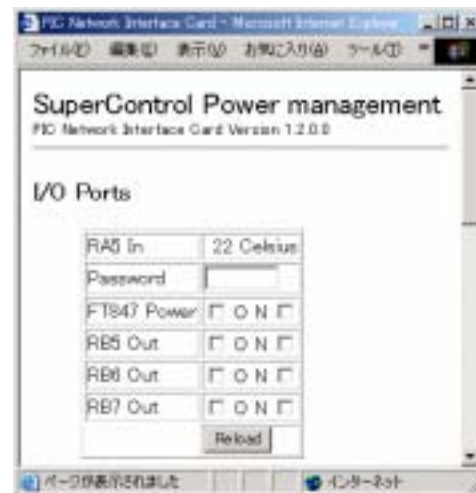 PIC Network Interface Card - Microsoft Internet Explorer
ファイル(F) 編集(E) 表示(V) お気に入り(A) ツール(T)
SuperControl Power management
PIC Network Interface Card Version 1.2.0.0
I/O Ports
RA5 In 22 Celsius
Password
FT847 Power O N
RB5 Out O N
RB6 Out O N
RB7 Out O N
Reload
ページが表示されました インターネット